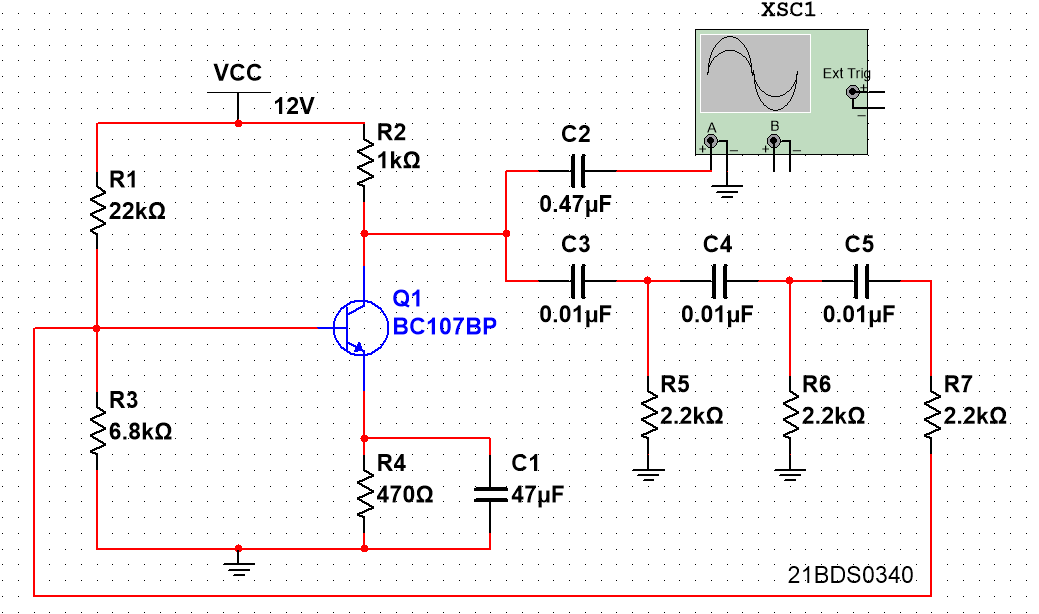 XSC1
VCC
12V
Ext Trig
+
−
A
B
+
−
+
−
R1
22kΩ
R2
1kΩ
C2
0.47µF
C3
0.01µF
C4
0.01µF
C5
0.01µF
Q1
BC107BP
R3
6.8kΩ
R4
470Ω
C1
47µF
R5
2.2kΩ
R6
2.2kΩ
R7
2.2kΩ
21BDS0340